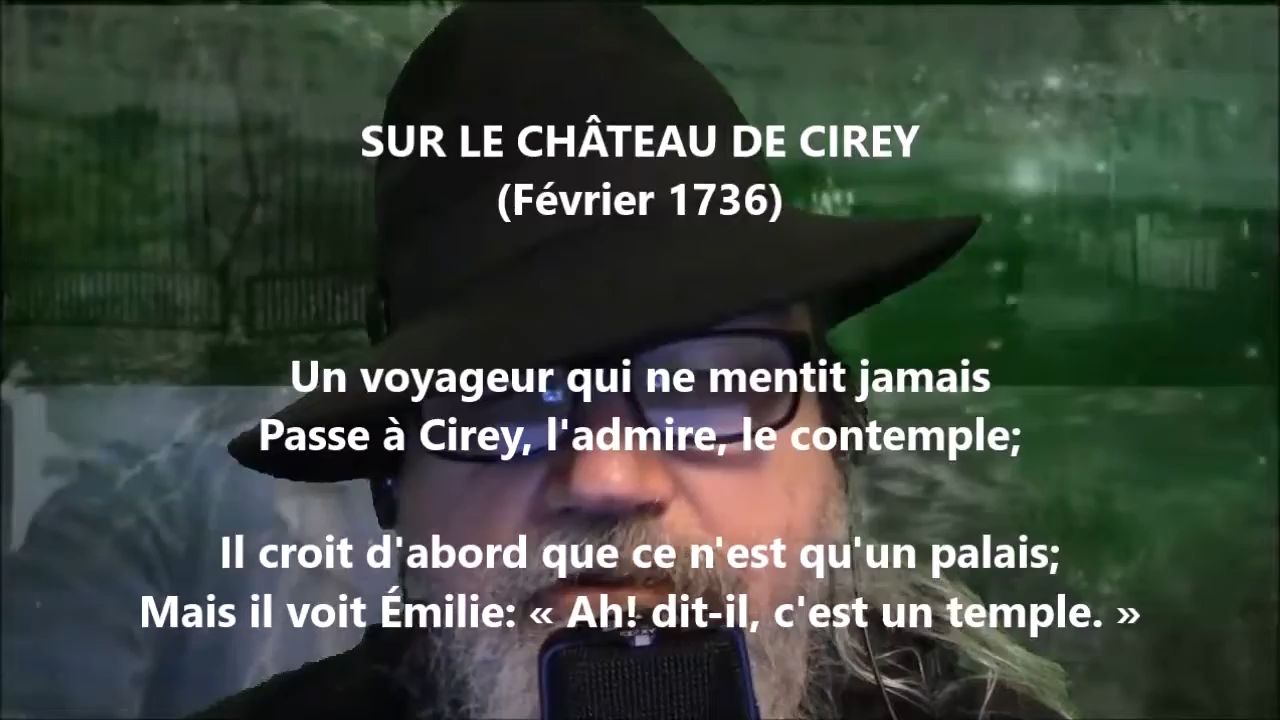 SUR LE CHÂTEAU DE CIREY
(Février 1736)
Un voyageur qui ne mentit jamais
Passe à Cirey, l'admire, le contemple;
Il croit d'abord que ce n'est qu'un palais;
Mais il voit Émilie: « Ah! dit-il, c'est un temple. »